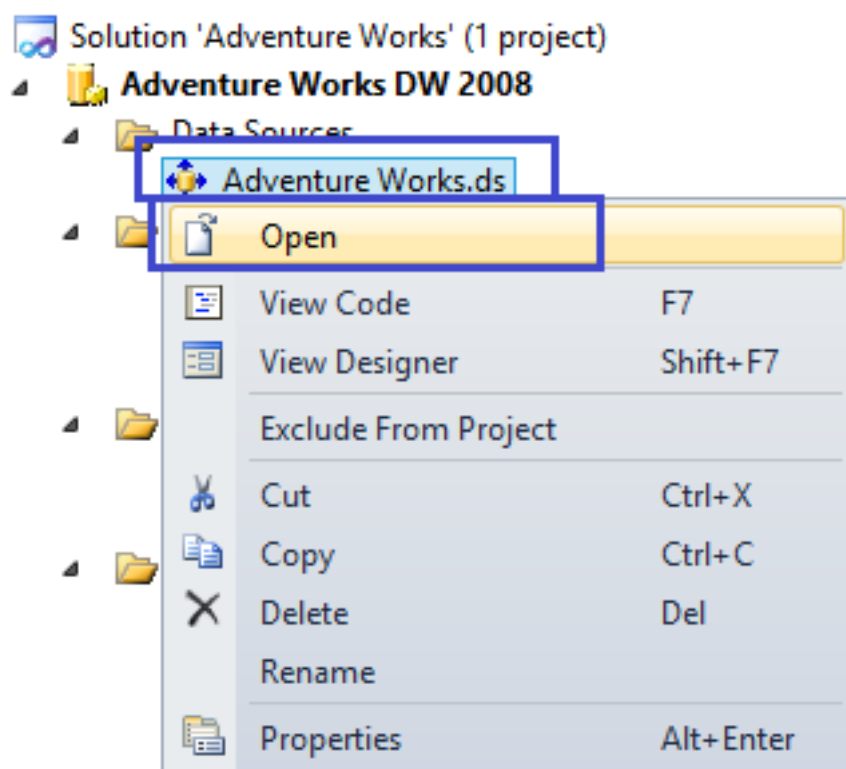 Solution 'Adventure Works' (1 project)
Adventure Works DW 2008
Data Sources
Adventure Works.ds
Open
View Code F7
View Designer Shift+F7
Exclude From Project
Cut Ctrl+X
Copy Ctrl+C
Delete Del
Rename
Properties Alt+Enter